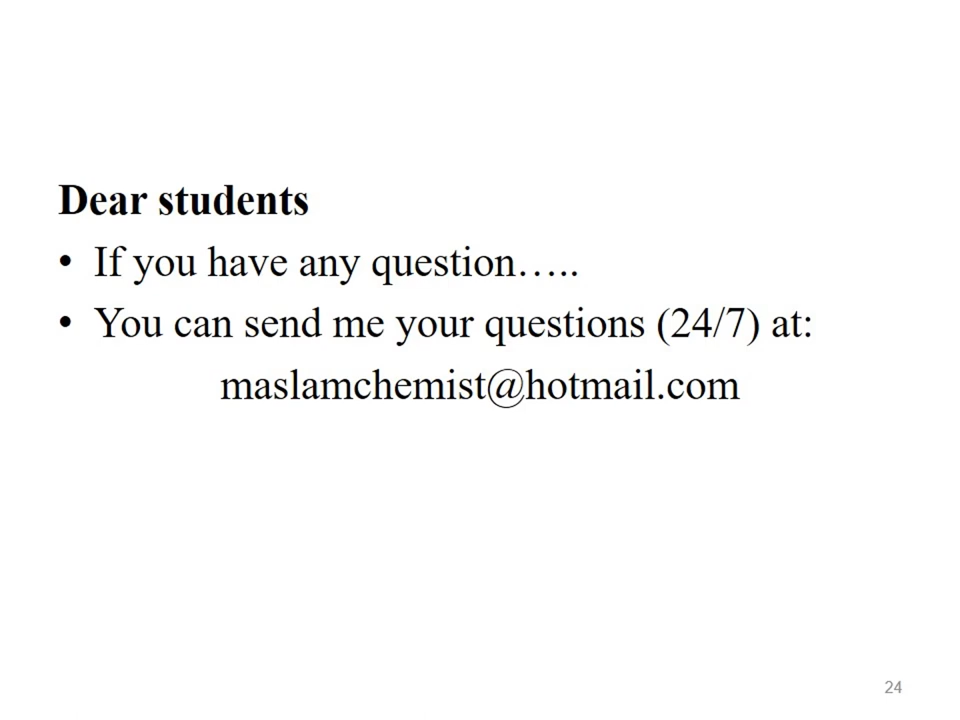 Dear students
• If you have any question…..
• You can send me your questions (24/7) at:
maslamchemist@hotmail.com
24